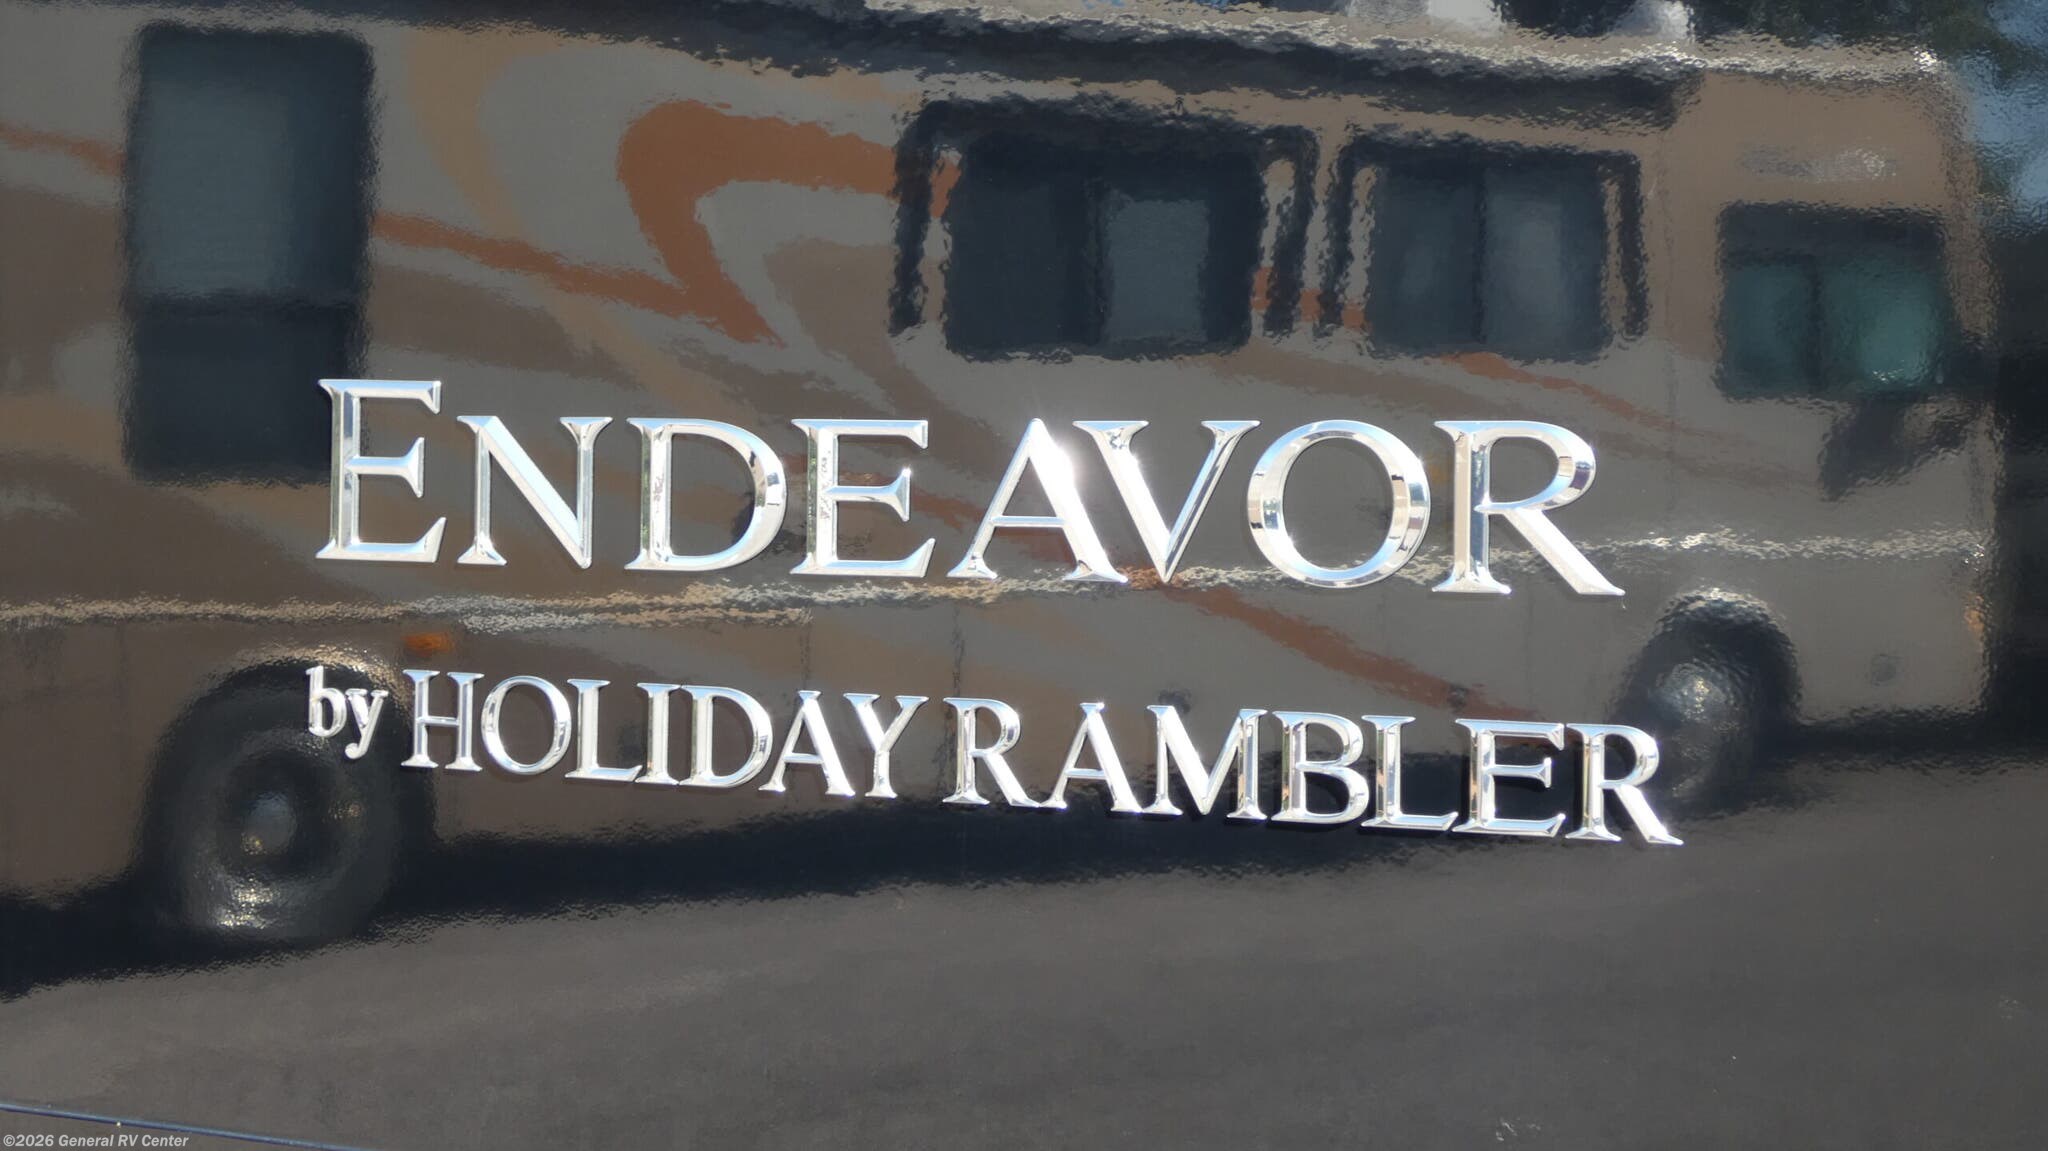 ENDEAVOR
by HOLIDAY RAMBLER
©2026 General RV Center